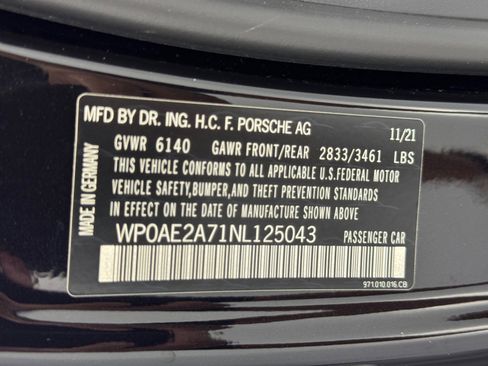 MFD BY DR. ING. H.C. F. PORSCHE AG 11/21
GVWR 6140 GAWR FRONT/REAR 2833/3461 LBS
THIS VEHICLE CONFORMS TO ALL APPLICABLE U.S.FEDERAL MOTOR
VEHICLE SAFETY,BUMPER,AND THEFT PREVENTION STANDARDS
IN EFFECT ON THE DATE OF MANUFACTURE SHOWN ABOVE.
WP0AE2A71NL125043 PASSENGER CAR
971.010.016.CB
MADE IN GERMANY